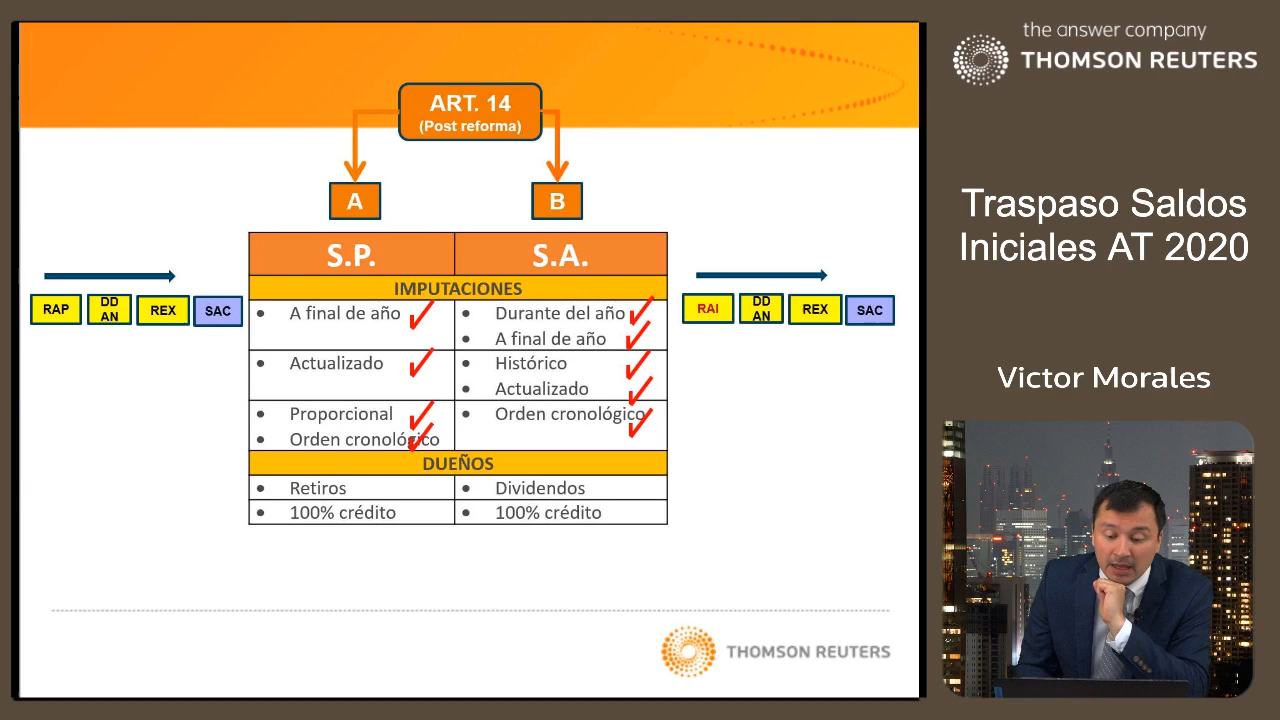 the answer company
THOMSON REUTERS
Traspaso Saldos
Iniciales AT 2020
Victor Morales
ART. 14
(Post reforma)
A
B
S.P.
S.A.
IMPUTACIONES
• A final de año
• Durante del año
• A final de año
• Actualizado
• Histórico
• Actualizado
• Proporcional
• Orden cronológico
• Orden cronológico
DUEÑOS
• Retiros
• Dividendos
• 100% crédito
• 100% crédito
RAP
DD
AN
REX
SAC
RAI
DD
AN
REX
SAC
THOMSON REUTERS